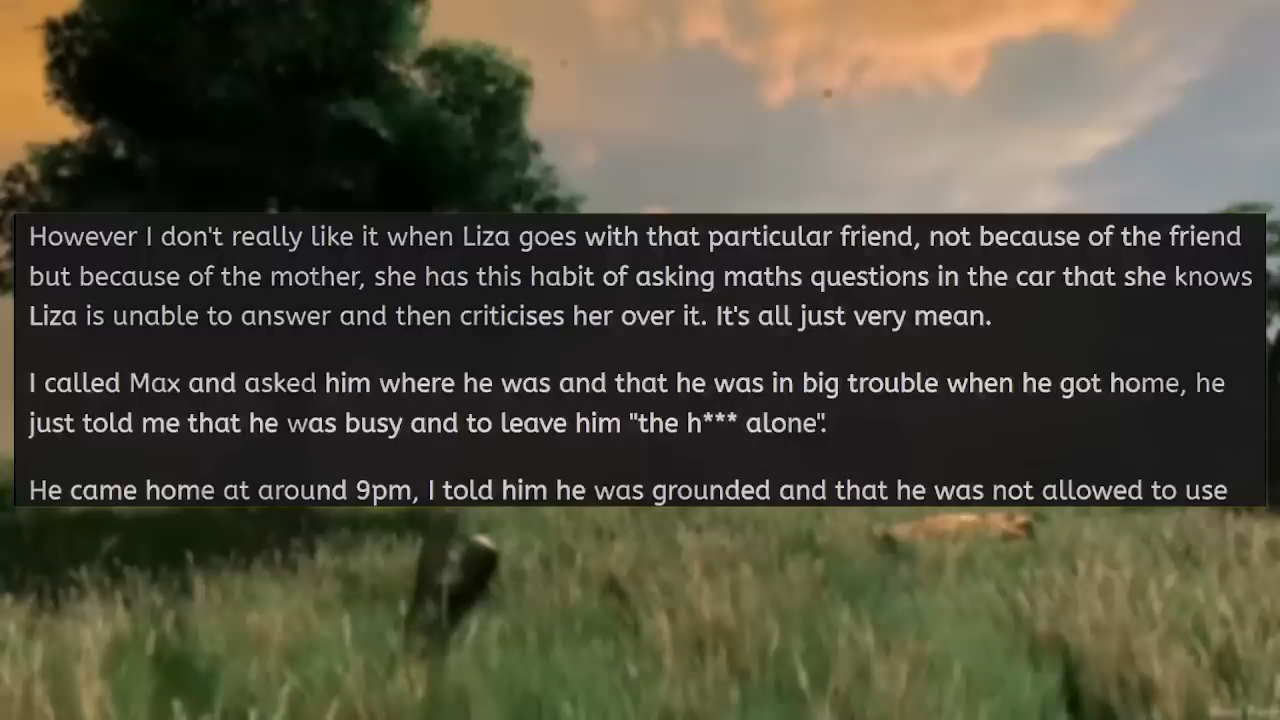 However I don't really like it when Liza goes with that particular friend, not because of the friend
but because of the mother, she has this habit of asking maths questions in the car that she knows
Liza is unable to answer and then criticises her over it. It's all just very mean.
I called Max and asked him where he was and that he was in big trouble when he got home, he
just told me that he was busy and to leave him "the h*** alone".
He came home at around 9pm, I told him he was grounded and that he was not allowed to use